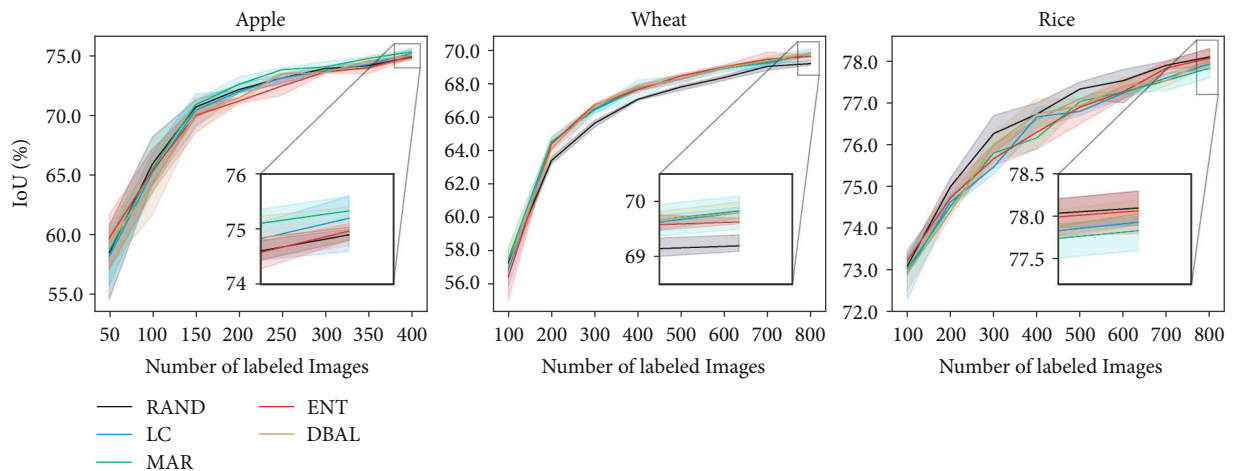 Apple
IoU (%)
75.0
70.0
65.0
60.0
55.0
76
75
74
50 100 150 200 250 300 350 400
Number of labeled Images
Wheat
70.0
68.0
66.0
64.0
62.0
60.0
58.0
56.0
70
69
100 200 300 400 500 600 700 800
Number of labeled Images
Rice
78.0
77.0
76.0
75.0
74.0
73.0
72.0
78.5
78.0
77.5
100 200 300 400 500 600 700 800
Number of labeled Images
RAND
LC
MAR
ENT
DBAL